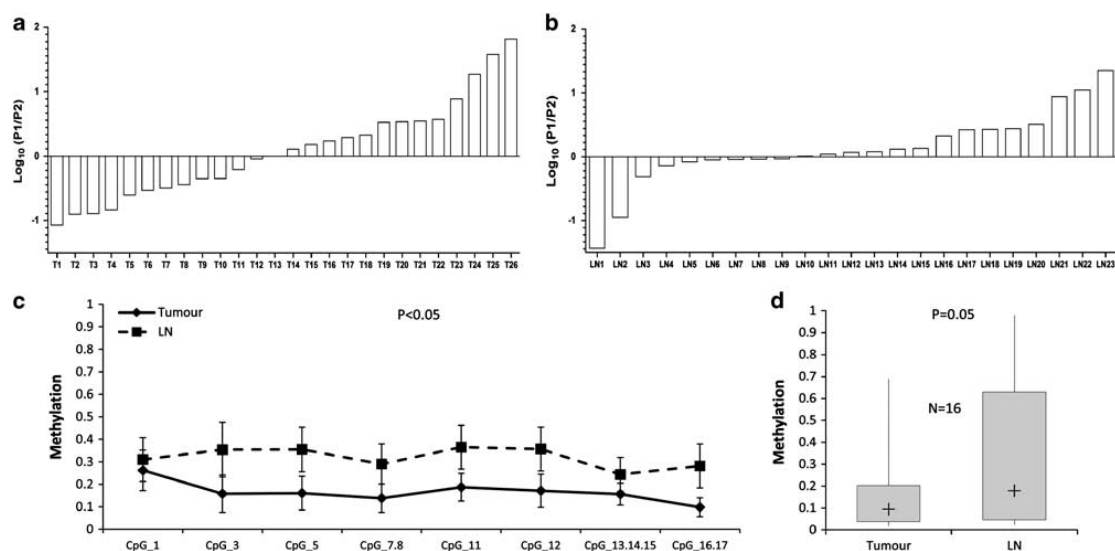 a
Log10 (P1/P2)
2
1
0
-1
T1 T2 T3 T4 T5 T6 T7 T8 T9 T10 T11 T12 T13 T14 T15 T16 T17 T18 T19 T20 T21 T22 T23 T24 T25 T26
b
Log10 (P1/P2)
2
1
0
-1
LN1 LN2 LN3 LN4 LN5 LN6 LN7 LN8 LN9 LN10 LN11 LN12 LN13 LN14 LN15 LN16 LN17 LN18 LN19 LN20 LN21 LN22 LN23
c
Methylation
1
0.9
0.8
0.7
0.6
0.5
0.4
0.3
0.2
0.1
0
Tumour
LN
P<0.05
CpG_1 CpG_3 CpG_5 CpG_7.8 CpG_11 CpG_12 CpG_13.14.15 CpG_16.17
d
Methylation
1
0.9
0.8
0.7
0.6
0.5
0.4
0.3
0.2
0.1
0
P=0.05
N=16
Tumour LN